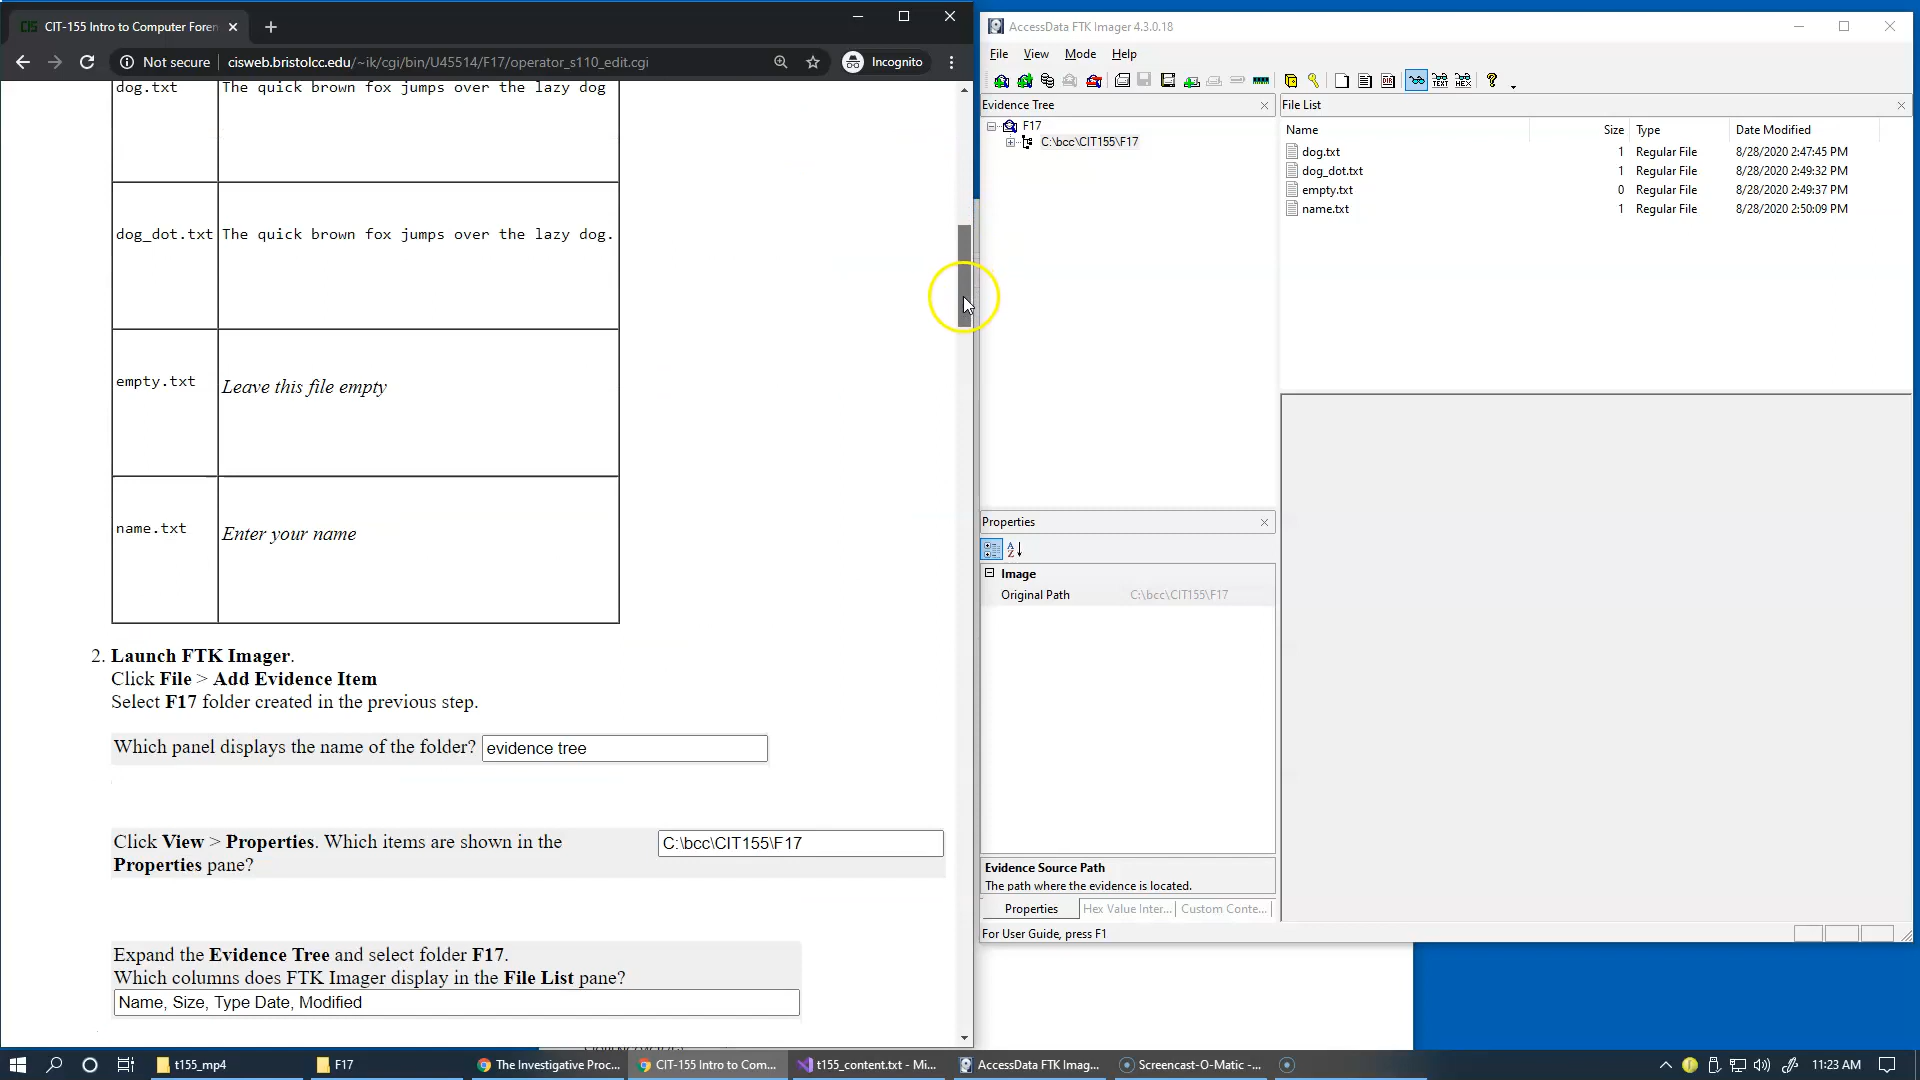 CIT-155 Intro to Computer Foren
AccessData FTK Imager 4.3.0.18
Not secure
cisweb.bristolcc.edu/~ik/cgi/bin/U45514/F17/operator_s110_edit.cgi
Incognito
File View Mode Help
dog.txt The quick brown fox jumps over the lazy dog
dog_dot.txt The quick brown fox jumps over the lazy dog.
empty.txt Leave this file empty
name.txt Enter your name
2. Launch FTK Imager.
Click File > Add Evidence Item
Select F17 folder created in the previous step.
Which panel displays the name of the folder? evidence tree
Click View > Properties. Which items are shown in the
Properties pane?
C:\bcc\CIT155\F17
Expand the Evidence Tree and select folder F17.
Which columns does FTK Imager display in the File List pane?
Name, Size, Type Date, Modified
Evidence Tree
F17
C:\bcc\CIT155\F17
File List
Name Size Type Date Modified
dog.txt 1 Regular File 8/28/2020 2:47:45 PM
dog_dot.txt 1 Regular File 8/28/2020 2:49:32 PM
empty.txt 0 Regular File 8/28/2020 2:49:37 PM
name.txt 1 Regular File 8/28/2020 2:50:09 PM
Properties
Image
Original Path C:\bcc\CIT155\F17
Evidence Source Path
The path where the evidence is located.
Properties Hex Value Inter... Custom Conte...
For User Guide, press F1
t155_mp4
F17
The Investigative Proc...
CIT-155 Intro to Com...
t155_content.txt - Mi...
AccessData FTK Imag...
Screencast-O-Matic -...
11:23 AM